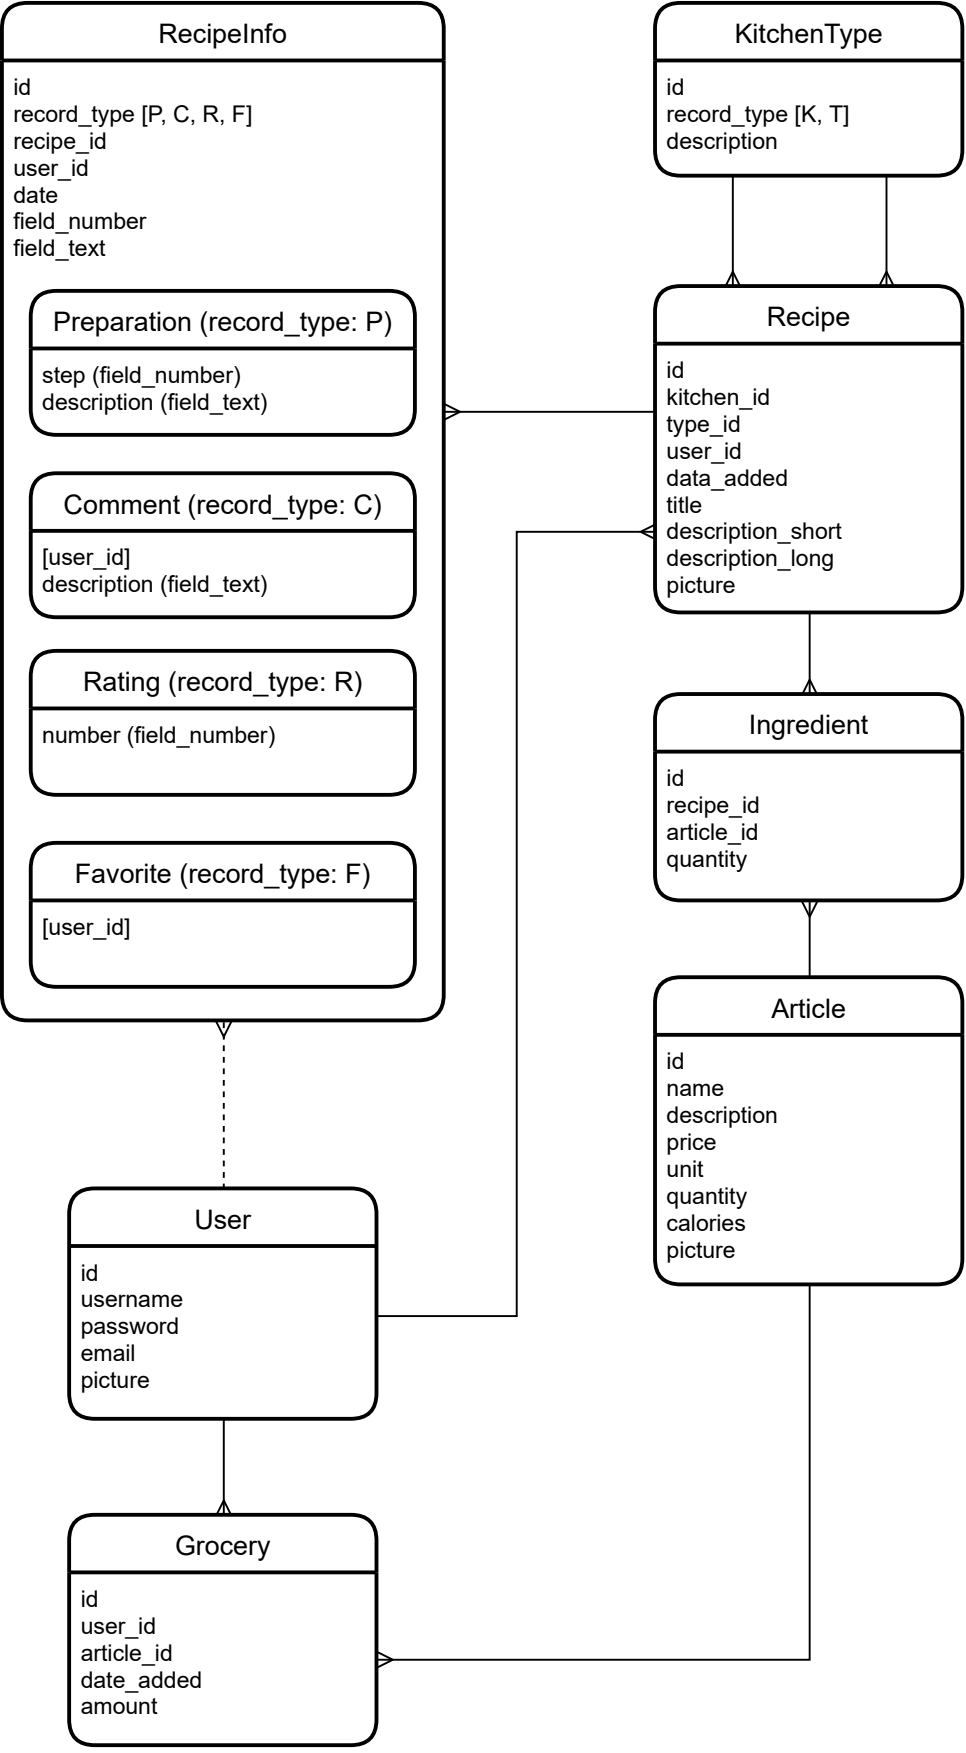 RecipeInfo
id
record_type [P, C, R, F]
recipe_id
user_id
date
field_number
field_text
Preparation (record_type: P)
step (field_number)
description (field_text)
Comment (record_type: C)
[user_id]
description (field_text)
Rating (record_type: R)
number (field_number)
Favorite (record_type: F)
[user_id]
KitchenType
id
record_type [K, T]
description
Recipe
id
kitchen_id
type_id
user_id
data_added
title
description_short
description_long
picture
Ingredient
id
recipe_id
article_id
quantity
Article
id
name
description
price
unit
quantity
calories
picture
User
id
username
password
email
picture
Grocery
id
user_id
article_id
date_added
amount